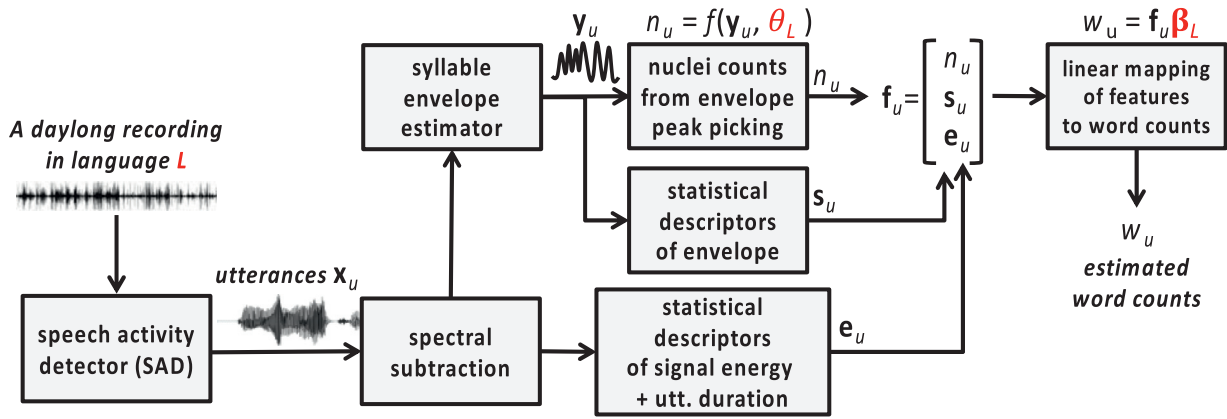 A daylong recording
in language L
speech activity
detector (SAD)
utterances x_u
spectral
subtraction
syllable
envelope
estimator
y_u
n_u = f(y_u, θ_L )
nuclei counts
from envelope
peak picking
n_u
statistical
descriptors
of envelope
s_u
statistical
descriptors
of signal energy
+ utt. duration
e_u
f_u=
n_u
s_u
e_u
w_u = f_uβ_L
linear mapping
of features
to word counts
w_u
estimated
word counts